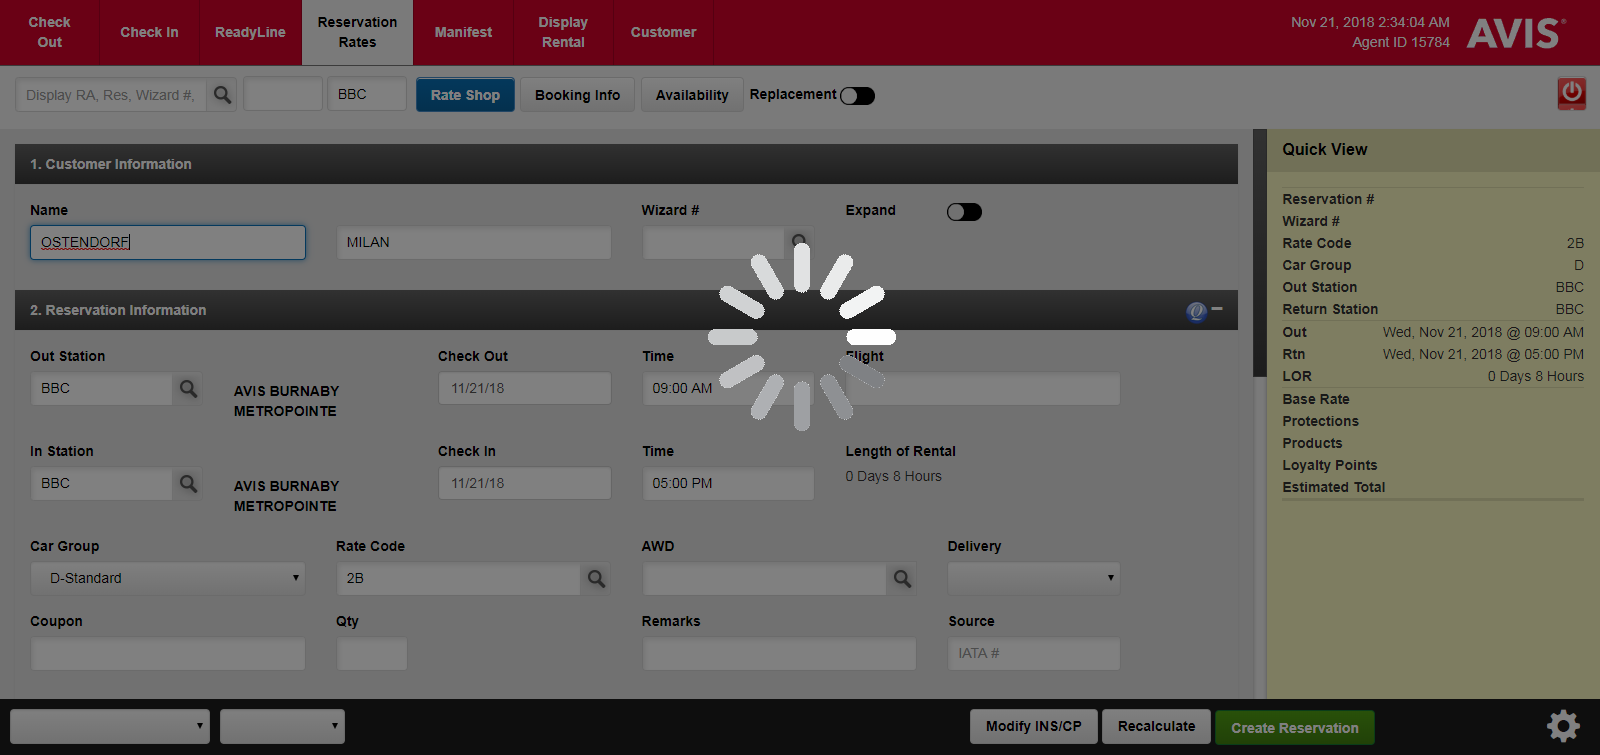 Check Out
Check In
ReadyLine
Reservation Rates
Manifest
Display Rental
Customer
Nov 21, 2018 2:34:04 AM
Agent ID 15784
AVIS
Display RA, Res, Wizard #,
BBC
Rate Shop
Booking Info
Availability
Replacement
1. Customer Information
Name
Wizard #
Expand
OSTENDORF
MILAN
2. Reservation Information
Out Station
Check Out
Time
Flight
BBC
AVIS BURNABY
METROPOINTE
11/21/18
09:00 AM
In Station
Check In
Time
Length of Rental
BBC
AVIS BURNABY
METROPOINTE
11/21/18
05:00 PM
0 Days 8 Hours
Car Group
Rate Code
AWD
Delivery
D-Standard
2B
Coupon
Qty
Remarks
Source
IATA #
Quick View
Reservation #
Wizard #
Rate Code 2B
Car Group D
Out Station BBC
Return Station BBC
Out Wed, Nov 21, 2018 @ 09:00 AM
Rtn Wed, Nov 21, 2018 @ 05:00 PM
LOR 0 Days 8 Hours
Base Rate
Protections
Products
Loyalty Points
Estimated Total
Modify INS/CP
Recalculate
Create Reservation